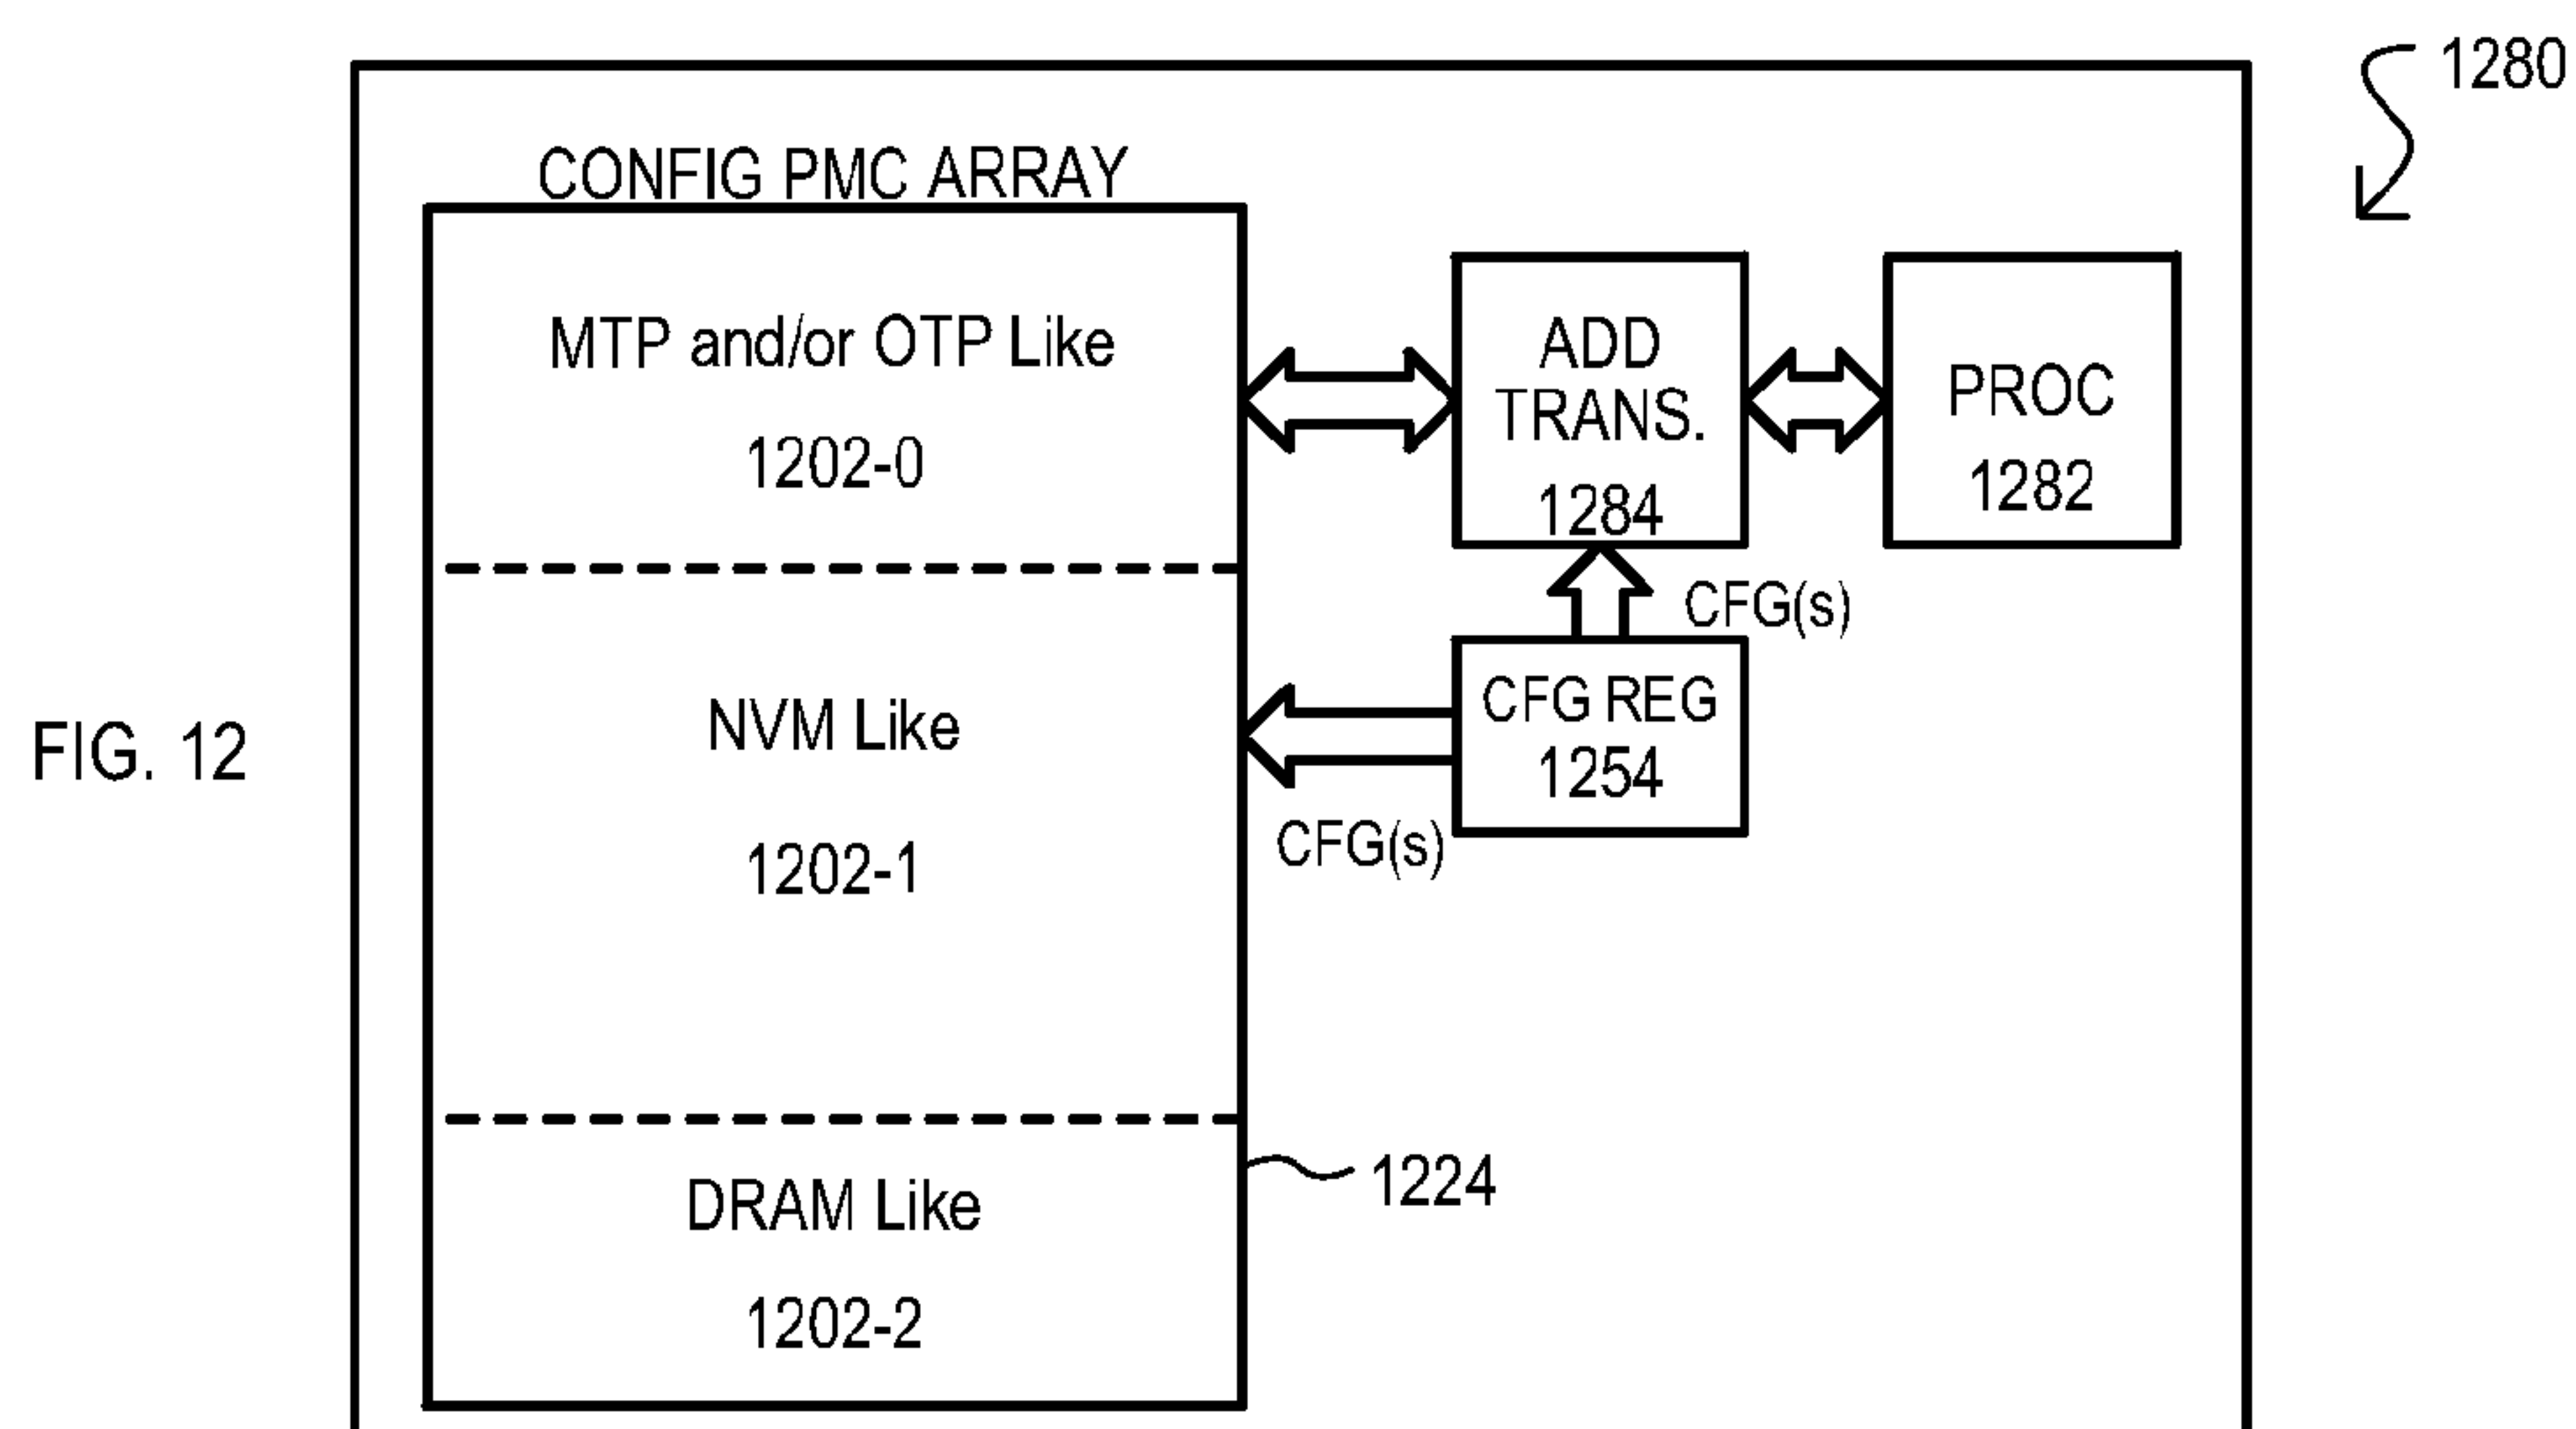 1280
CONFIG PMC ARRAY
MTP and/or OTP Like
1202-0
ADD
TRANS.
1284
PROC
1282
CFG(s)
CFG REG
1254
CFG(s)
NVM Like
1202-1
FIG. 12
DRAM Like
1202-2
1224